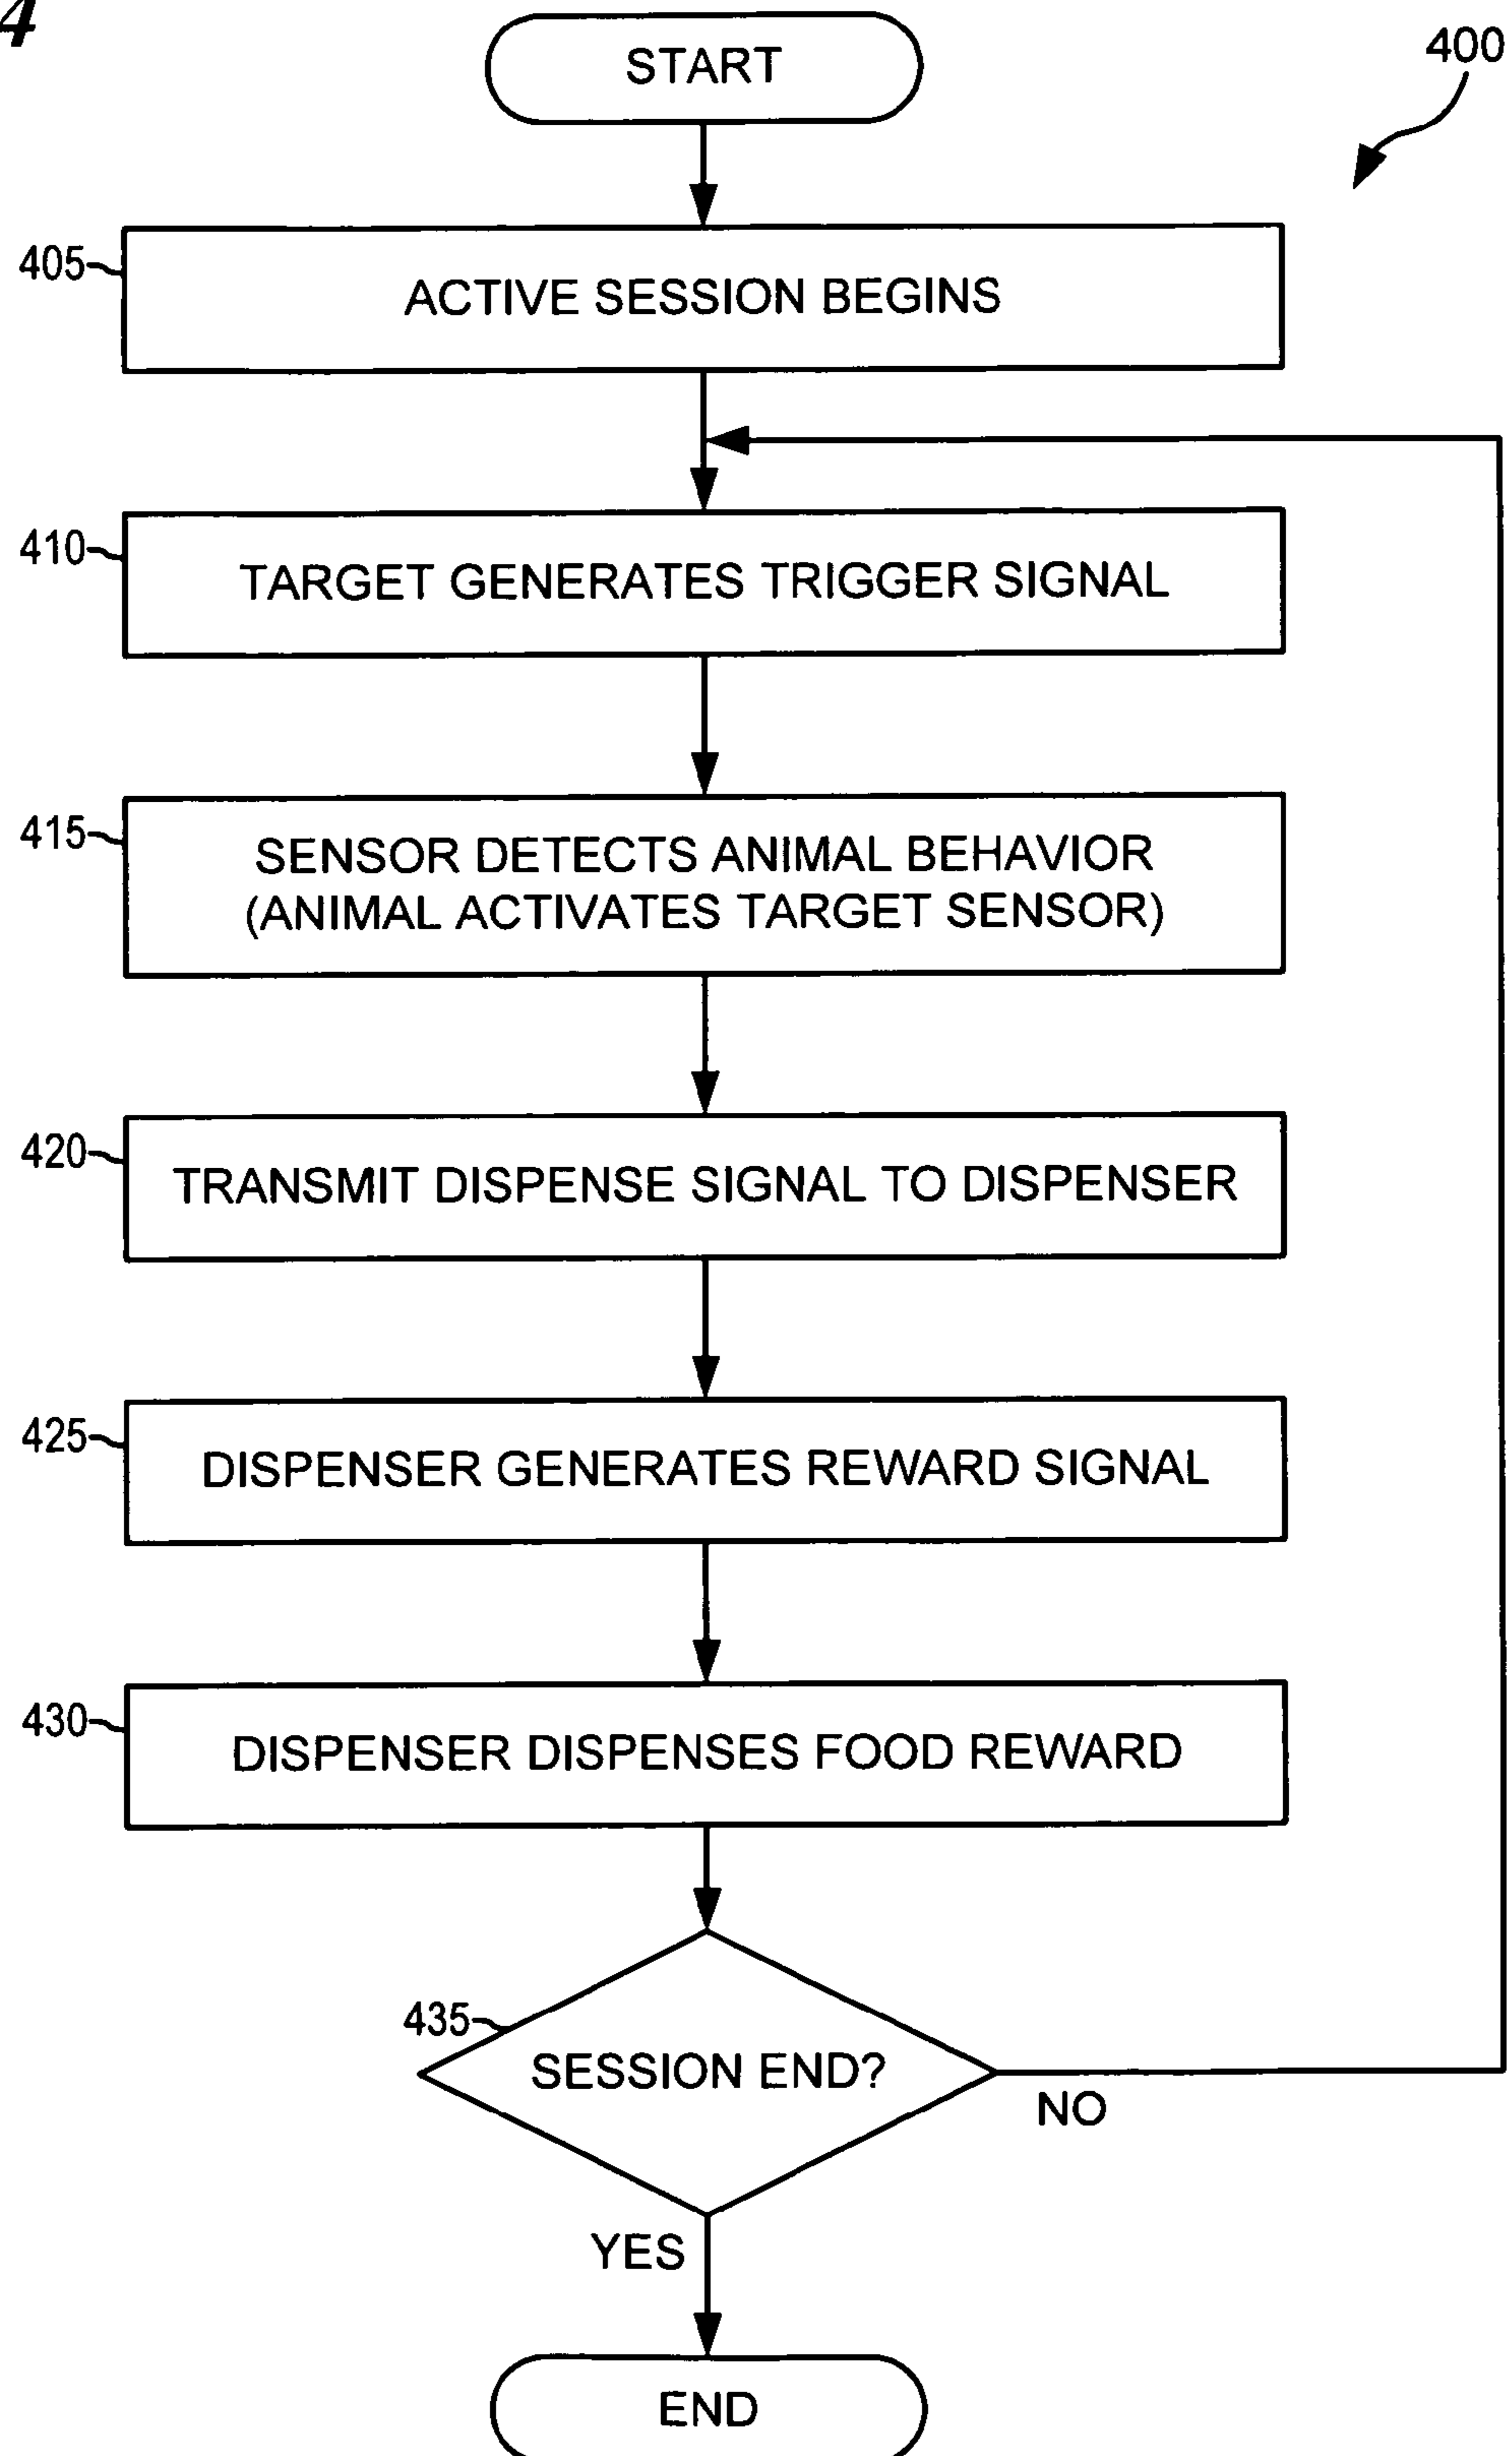 4
START
400
405
ACTIVE SESSION BEGINS
410
TARGET GENERATES TRIGGER SIGNAL
415
SENSOR DETECTS ANIMAL BEHAVIOR
(ANIMAL ACTIVATES TARGET SENSOR)
420
TRANSMIT DISPENSE SIGNAL TO DISPENSER
425
DISPENSER GENERATES REWARD SIGNAL
430
DISPENSER DISPENSES FOOD REWARD
435
SESSION END?
NO
YES
END